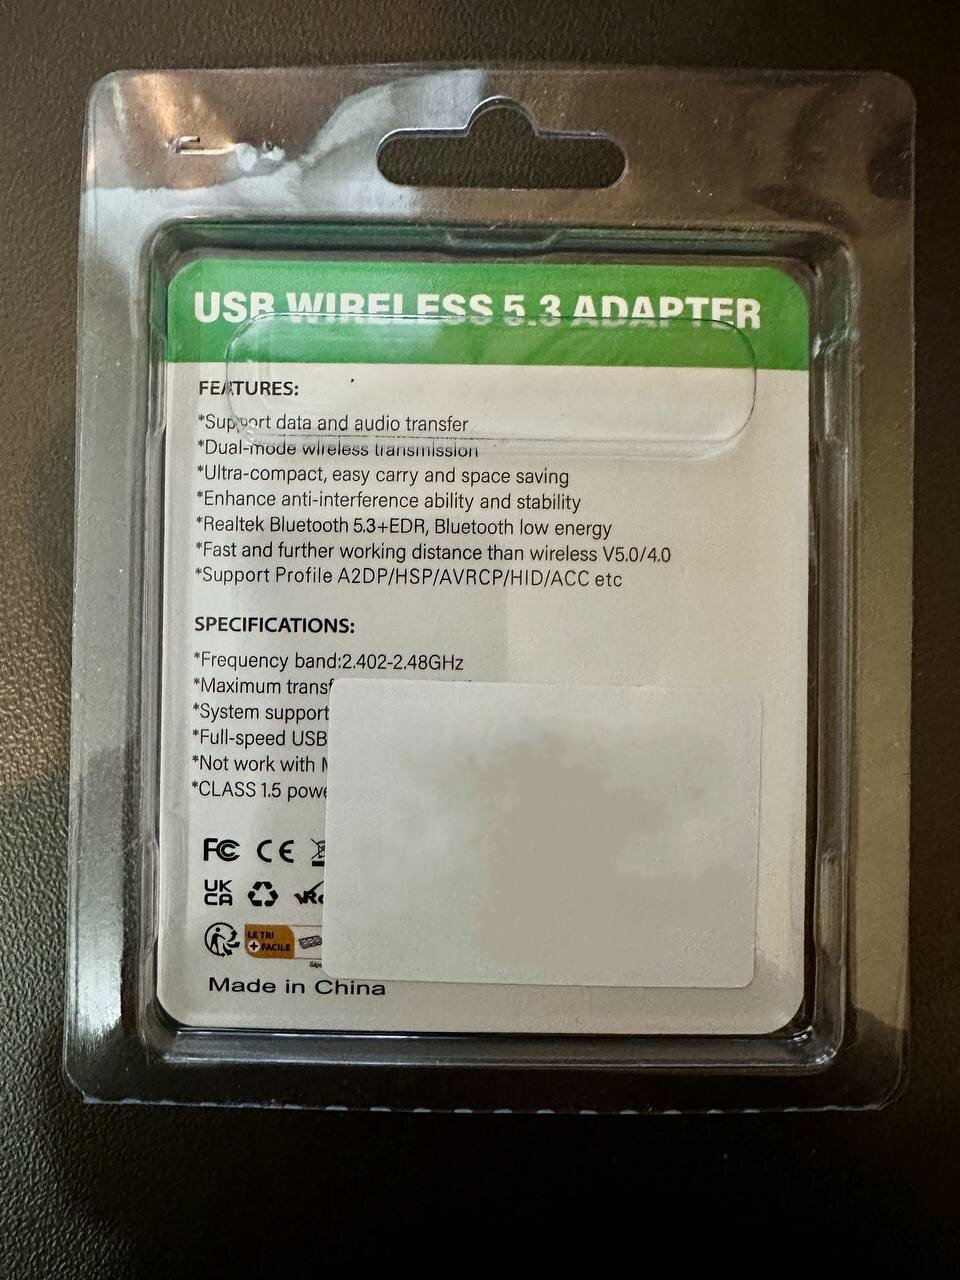 USB WIRELESS 5.3 ADAPTER
FEATURES:
*Support data and audio transfer
*Dual-mode wireless transmission
*Ultra-compact, easy carry and space saving
*Enhance anti-interference ability and stability
*Realtek Bluetooth 5.3+EDR, Bluetooth low energy
*Fast and further working distance than wireless V5.0/4.0
*Support Profile A2DP/HSP/AVRCP/HID/ACC etc
SPECIFICATIONS:
*Frequency band:2.402-2.48GHz
*Maximum
*System support
*Full-speed USB
*Not work with
*CLASS 1.5
FC CE
UK
CA
LE TRI
+ FACILE
Made in China